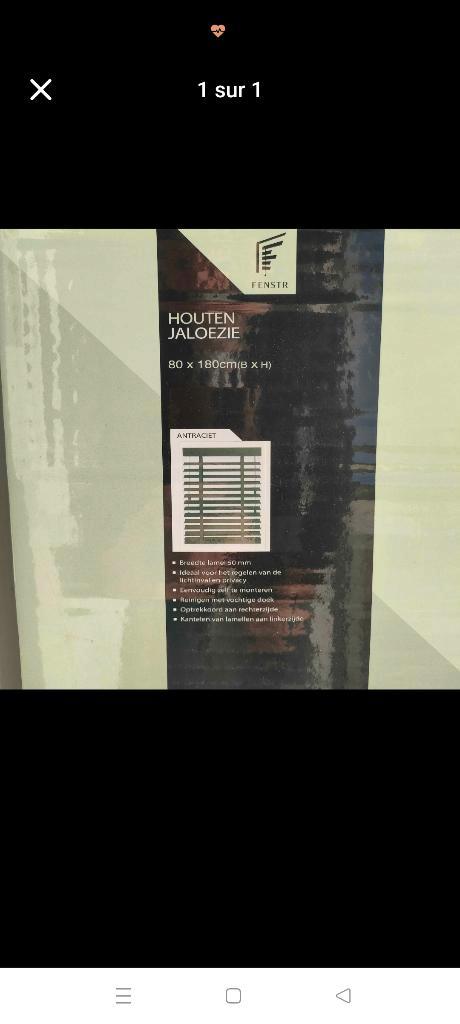 1 sur 1
FENSTR
HOUTEN
JALOEZIE
80 x 180cm(B x H)
ANTRACIET
▪ Breedte lamel 50 mm
▪ Ideaal voor het regelen van de
lichtinval en privacy
▪ Eenvoudig zelf te monteren
▪ Reinigen met vochtige doek
▪ Optrekkoord aan rechterzijde
▪ Kantelen van lamellen aan linkerzijde